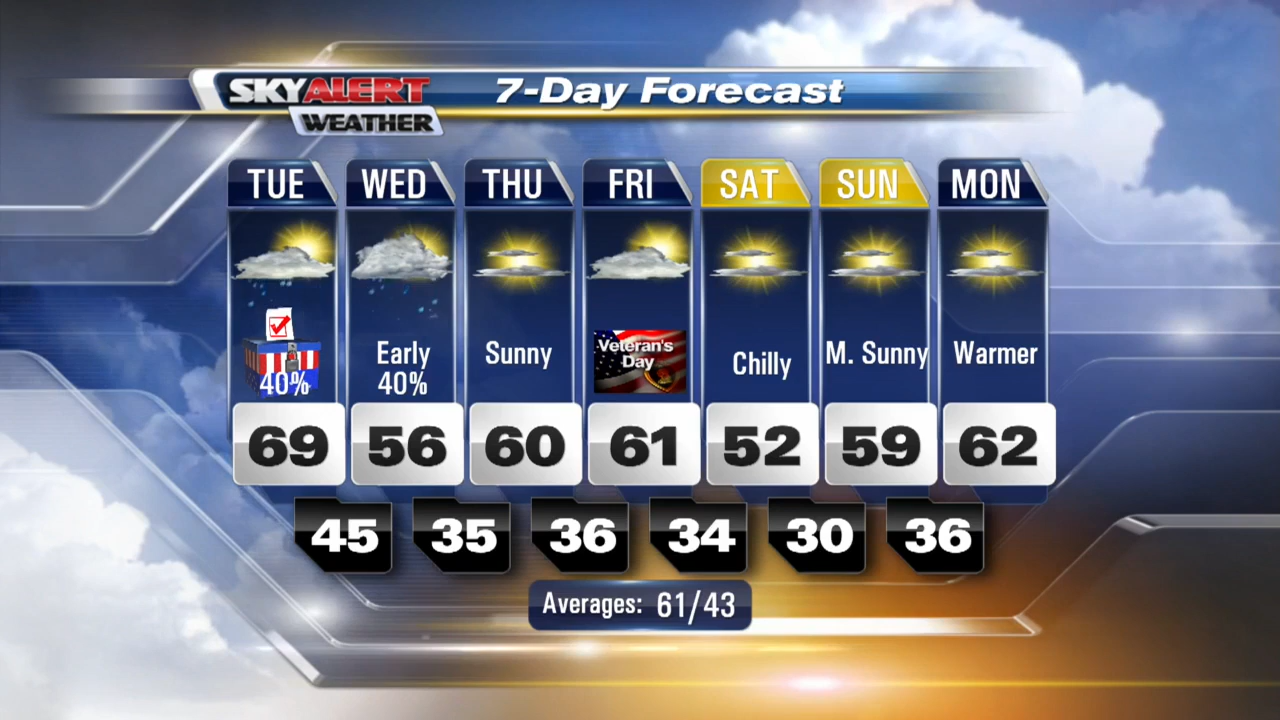 SKYALERT
WEATHER
7-Day Forecast
TUE WED THU FRI SAT SUN MON
40%
Early
40%
Sunny
Veteran's
Day
Chilly
M. Sunny
Warmer
69 56 60 61 52 59 62
45 35 36 34 30 36
Averages: 61/43